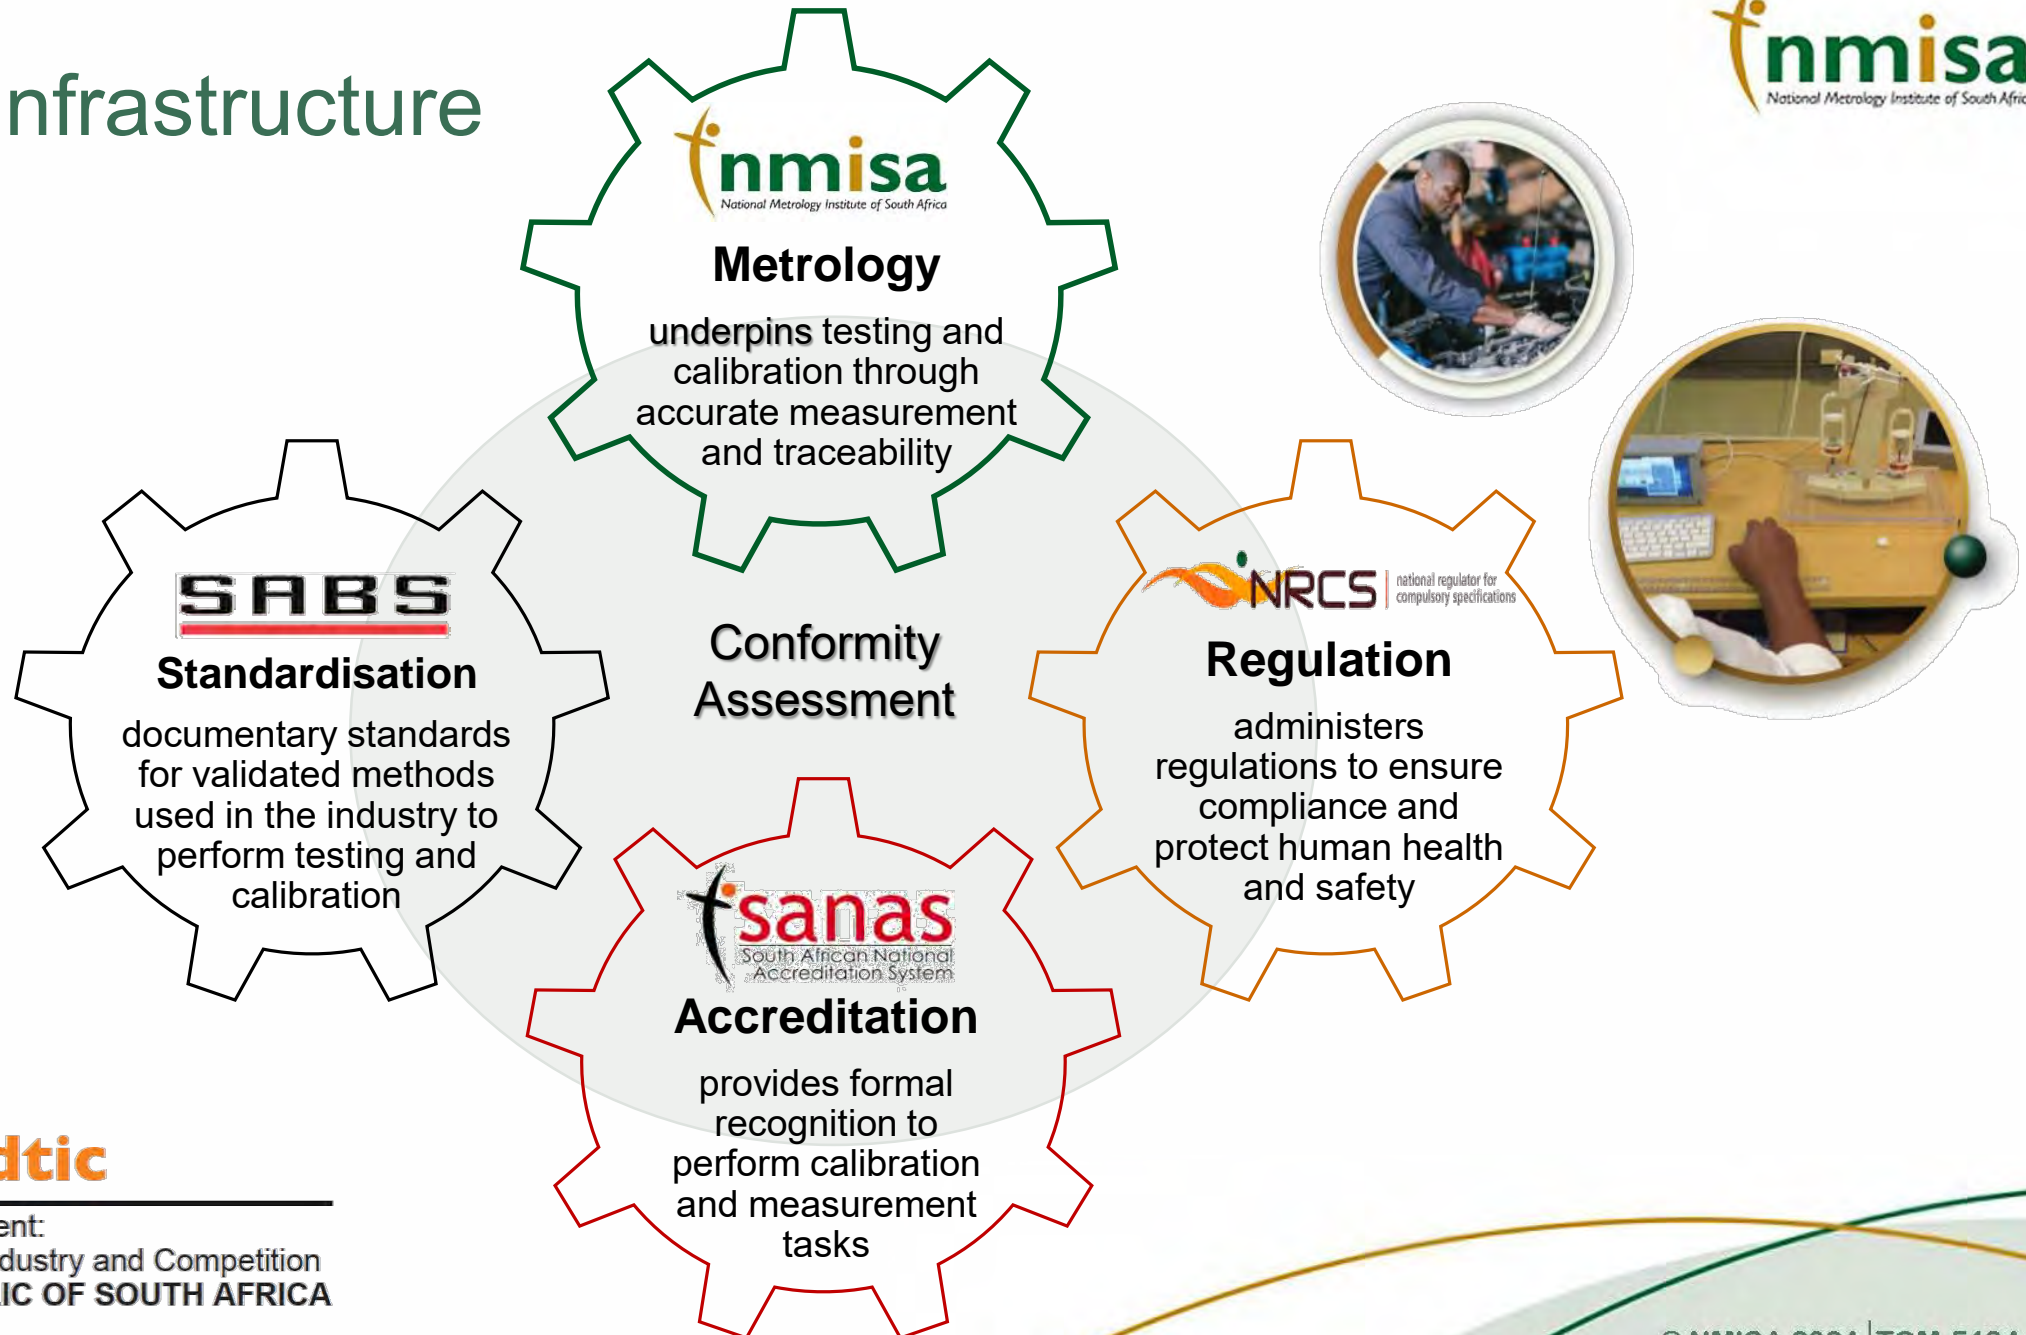 nfrastructure
nmisa
National Metrology Institute of South Africa
Metrology
underpins testing and
calibration through
accurate measurement
and traceability
nmisa
National Metrology Institute of South Afric
SABS
Standardisation
documentary standards
for validated methods
used in the industry to
perform testing and
calibration
Conformity
Assessment
NRCS
national regulator for
compulsory specifications
Regulation
administers
regulations to ensure
compliance and
protect human health
and safety
sanas
South African National
Accreditation System
Accreditation
provides formal
recognition to
perform calibration
and measurement
tasks
dtic
ent:
dustry and Competition
IC OF SOUTH AFRICA